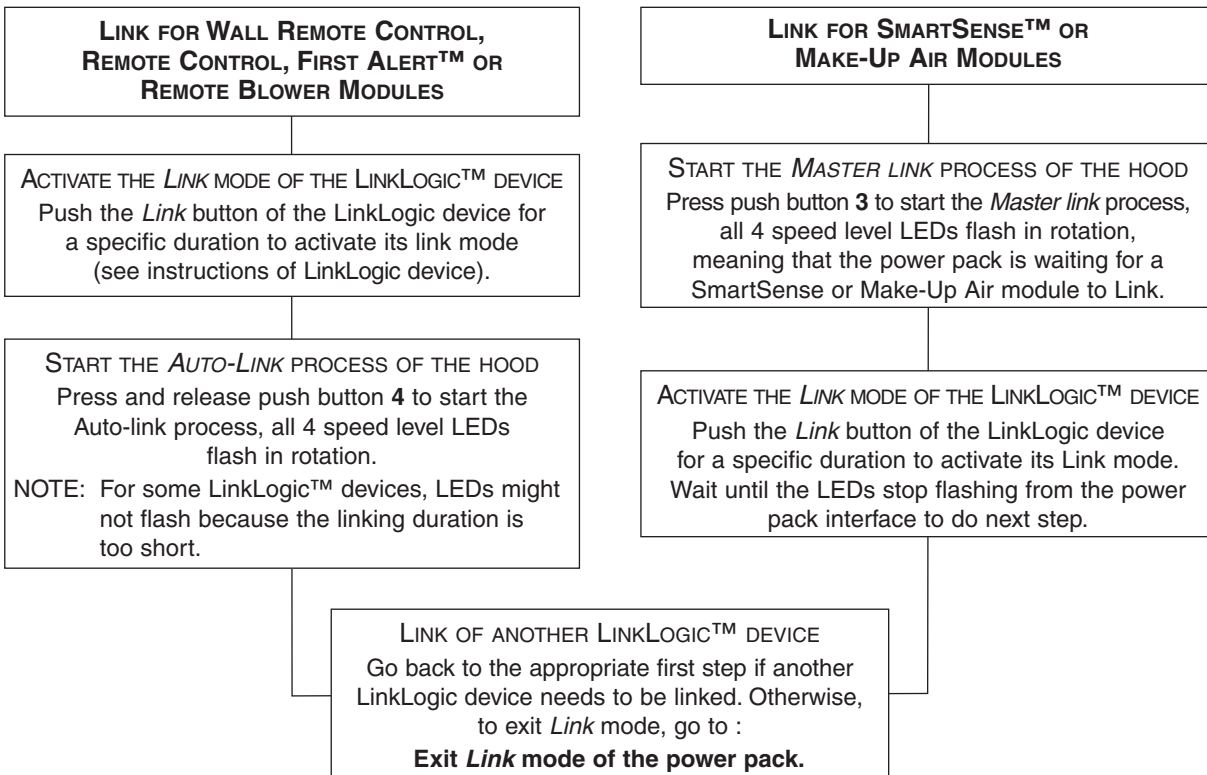 LINK FOR WALL REMOTE CONTROL,
REMOTE CONTROL, FIRST ALERT™ OR
REMOTE BLOWER MODULES
ACTIVATE THE LINK MODE OF THE LINKLOGIC™ DEVICE
Push the Link button of the LinkLogic device for
a specific duration to activate its link mode
(see instructions of LinkLogic device).
START THE AUTO-LINK PROCESS OF THE HOOD
Press and release push button 4 to start the
Auto-link process, all 4 speed level LEDs
flash in rotation.
NOTE: For some LinkLogic™ devices, LEDs might
not flash because the linking duration is
too short.
LINK FOR SMARTSENSE™ OR
MAKE-UP AIR MODULES
START THE MASTER LINK PROCESS OF THE HOOD
Press push button 3 to start the Master link process,
all 4 speed level LEDs flash in rotation,
meaning that the power pack is waiting for a
SmartSense or Make-Up Air module to Link.
ACTIVATE THE LINK MODE OF THE LINKLOGIC™ DEVICE
Push the Link button of the LinkLogic device
for a specific duration to activate its Link mode.
Wait until the LEDs stop flashing from the power
pack interface to do next step.
LINK OF ANOTHER LINKLOGIC™ DEVICE
Go back to the appropriate first step if another
LinkLogic device needs to be linked. Otherwise,
to exit Link mode, go to :
Exit Link mode of the power pack.